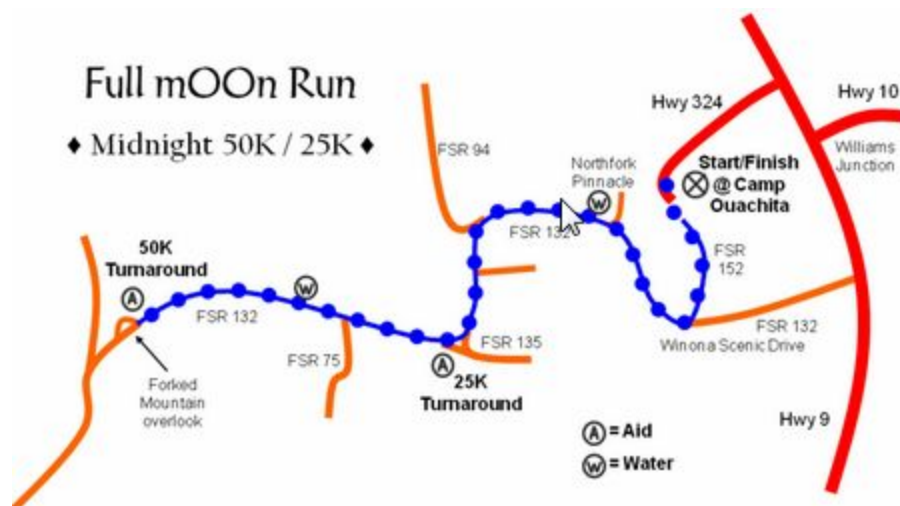 Full mOOn Run
♦ Midnight 50K / 25K ♦
Hwy 324
Hwy 10
Williams
Junction
FSR 94
Northfork
Pinnacle
W
Start/Finish
@ Camp
Ouachita
FSR 132
FSR
152
50K
Turnaround
A
W
FSR 132
FSR 75
FSR 135
A
25K
Turnaround
FSR 132
Winona Scenic Drive
Forked
Mountain
overlook
Hwy 9
A = Aid
W = Water